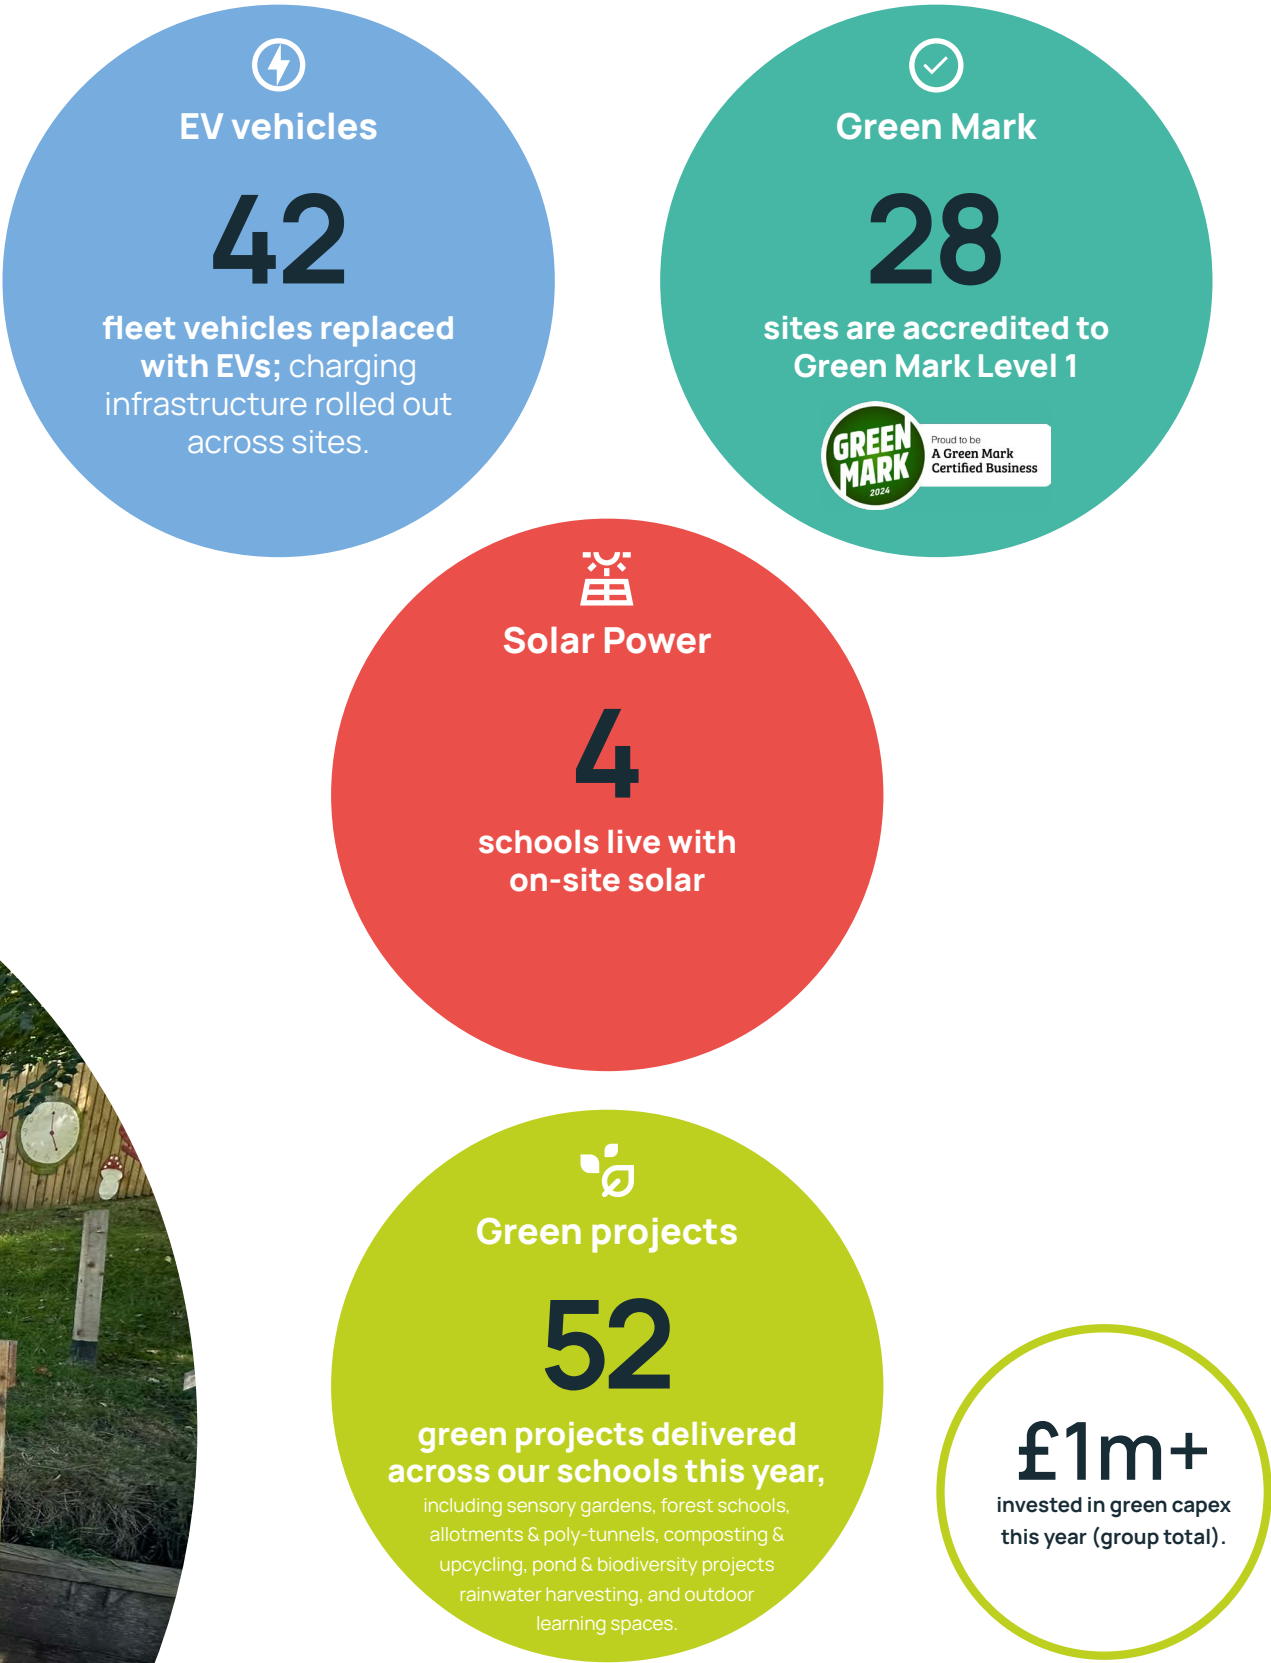 EV vehicles
42
fleet vehicles replaced
with EVs; charging
infrastructure rolled out
across sites.
Green Mark
28
sites are accredited to
Green Mark Level 1
GREEN
MARK
2024
Proud to be
A Green Mark
Certified Business
Solar Power
4
schools live with
on-site solar
Green projects
52
green projects delivered
across our schools this year,
including sensory gardens, forest schools,
allotments & poly-tunnels, composting &
upcycling, pond & biodiversity projects
rainwater harvesting, and outdoor
learning spaces.
£1m+
invested in green capex
this year (group total).